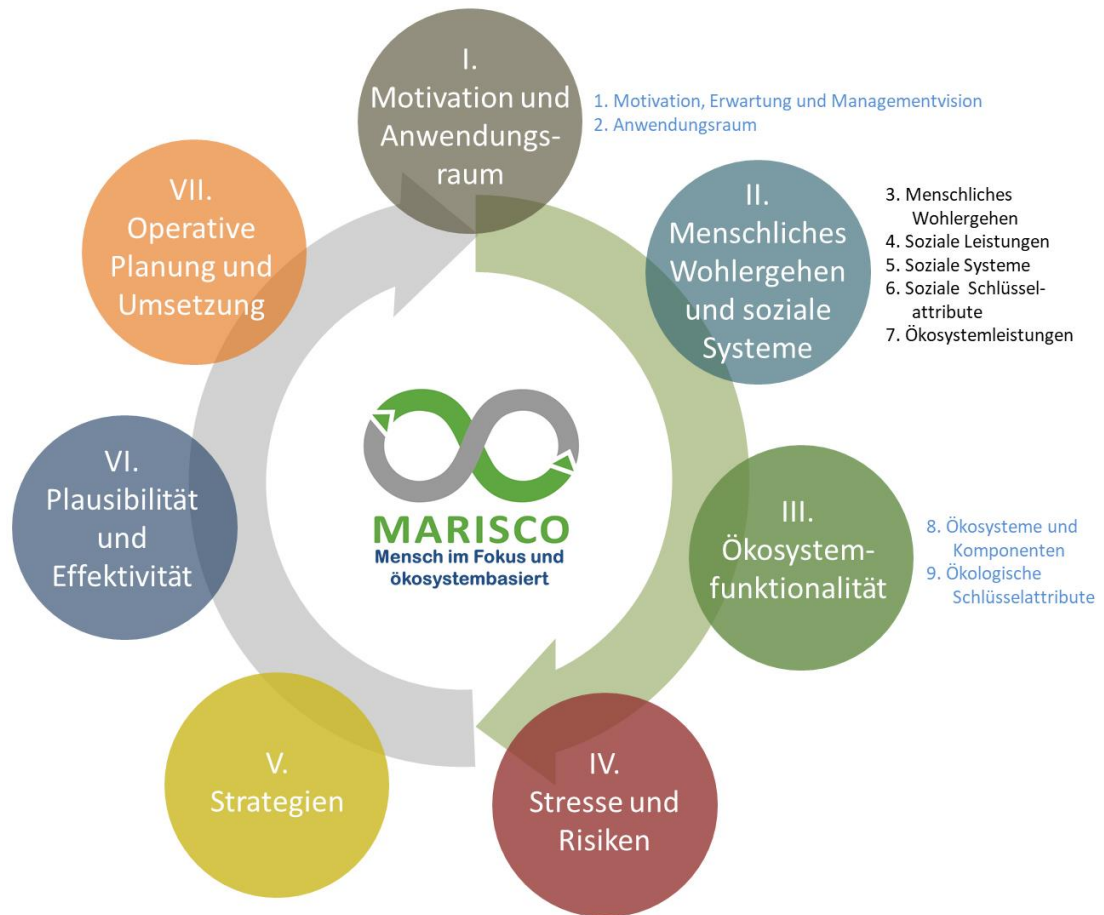 I.
Motivation und
Anwendungs-
raum
1. Motivation, Erwartung und Managementvision
2. Anwendungsraum
II.
Menschliches
Wohlergehen
und soziale
Systeme
3. Menschliches
Wohlergehen
4. Soziale Leistungen
5. Soziale Systeme
6. Soziale Schlüssel-
attribute
7. Ökosystemleistungen
III.
Ökosystem-
funktionalität
8. Ökosysteme und
Komponenten
9. Ökologische
Schlüsselattribute
IV.
Stresse und
Risiken
V.
Strategien
VI.
Plausibilität
und
Effektivität
VII.
Operative
Planung und
Umsetzung
MARISCO
Mensch im Fokus und
ökosystembasiert